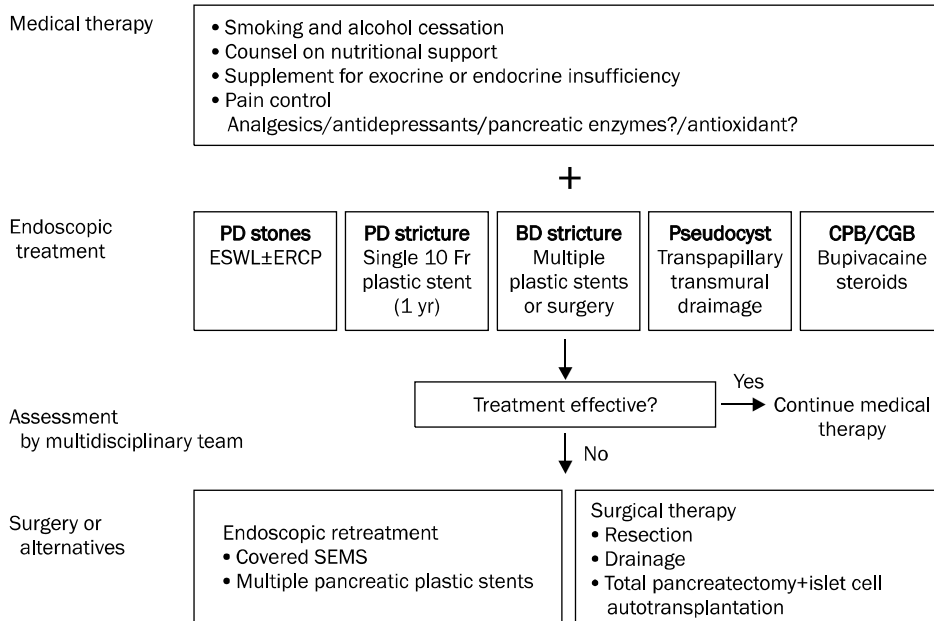 Medical therapy
• Smoking and alcohol cessation
• Counsel on nutritional support
• Supplement for exocrine or endocrine insufficiency
• Pain control
Analgesics/antidepressants/pancreatic enzymes?/antioxidant?
+
Endoscopic
treatment
PD stones
ESWL±ERCP
PD stricture
Single 10 Fr
plastic stent
(1 yr)
BD stricture
Multiple
plastic stents
or surgery
Pseudocyst
Transpapillary
transmural
draimage
CPB/CGB
Bupivacaine
steroids
Treatment effective?
Yes
Continue medical
therapy
Assessment
by multidisciplinary team
No
Surgery or
alternatives
Endoscopic retreatment
• Covered SEMS
• Multiple pancreatic plastic stents
Surgical therapy
• Resection
• Drainage
• Total pancreatectomy+islet cell
autotransplantation